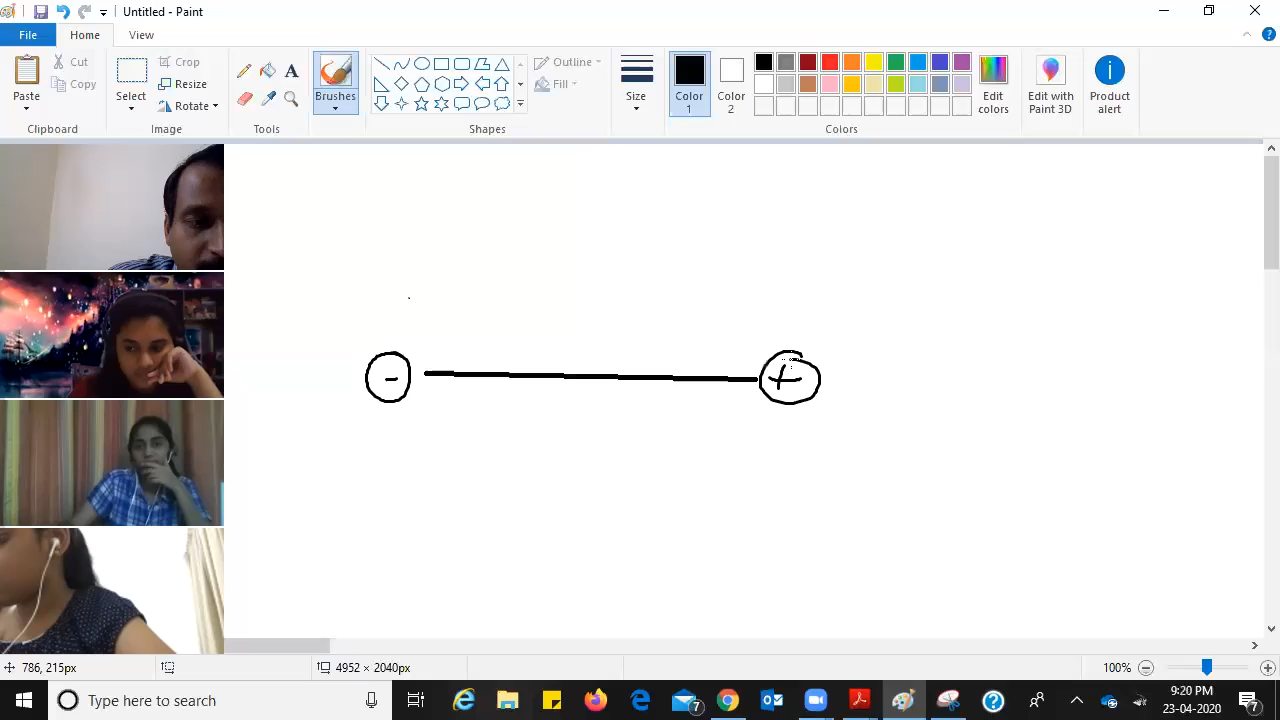 Untitled - Paint
File Home View
Paste
Cut
Copy
Clipboard
Select
Crop
Resize
Rotate
Image
A
Tools
Brushes
Outline
Fill
Shapes
Size
Color 1
Color 2
Edit colors
Colors
Edit with Paint 3D
Product alert
- +
786, 215px
4952 × 2040px
100%
Type here to search
7
7
9:20 PM
23-04-2020